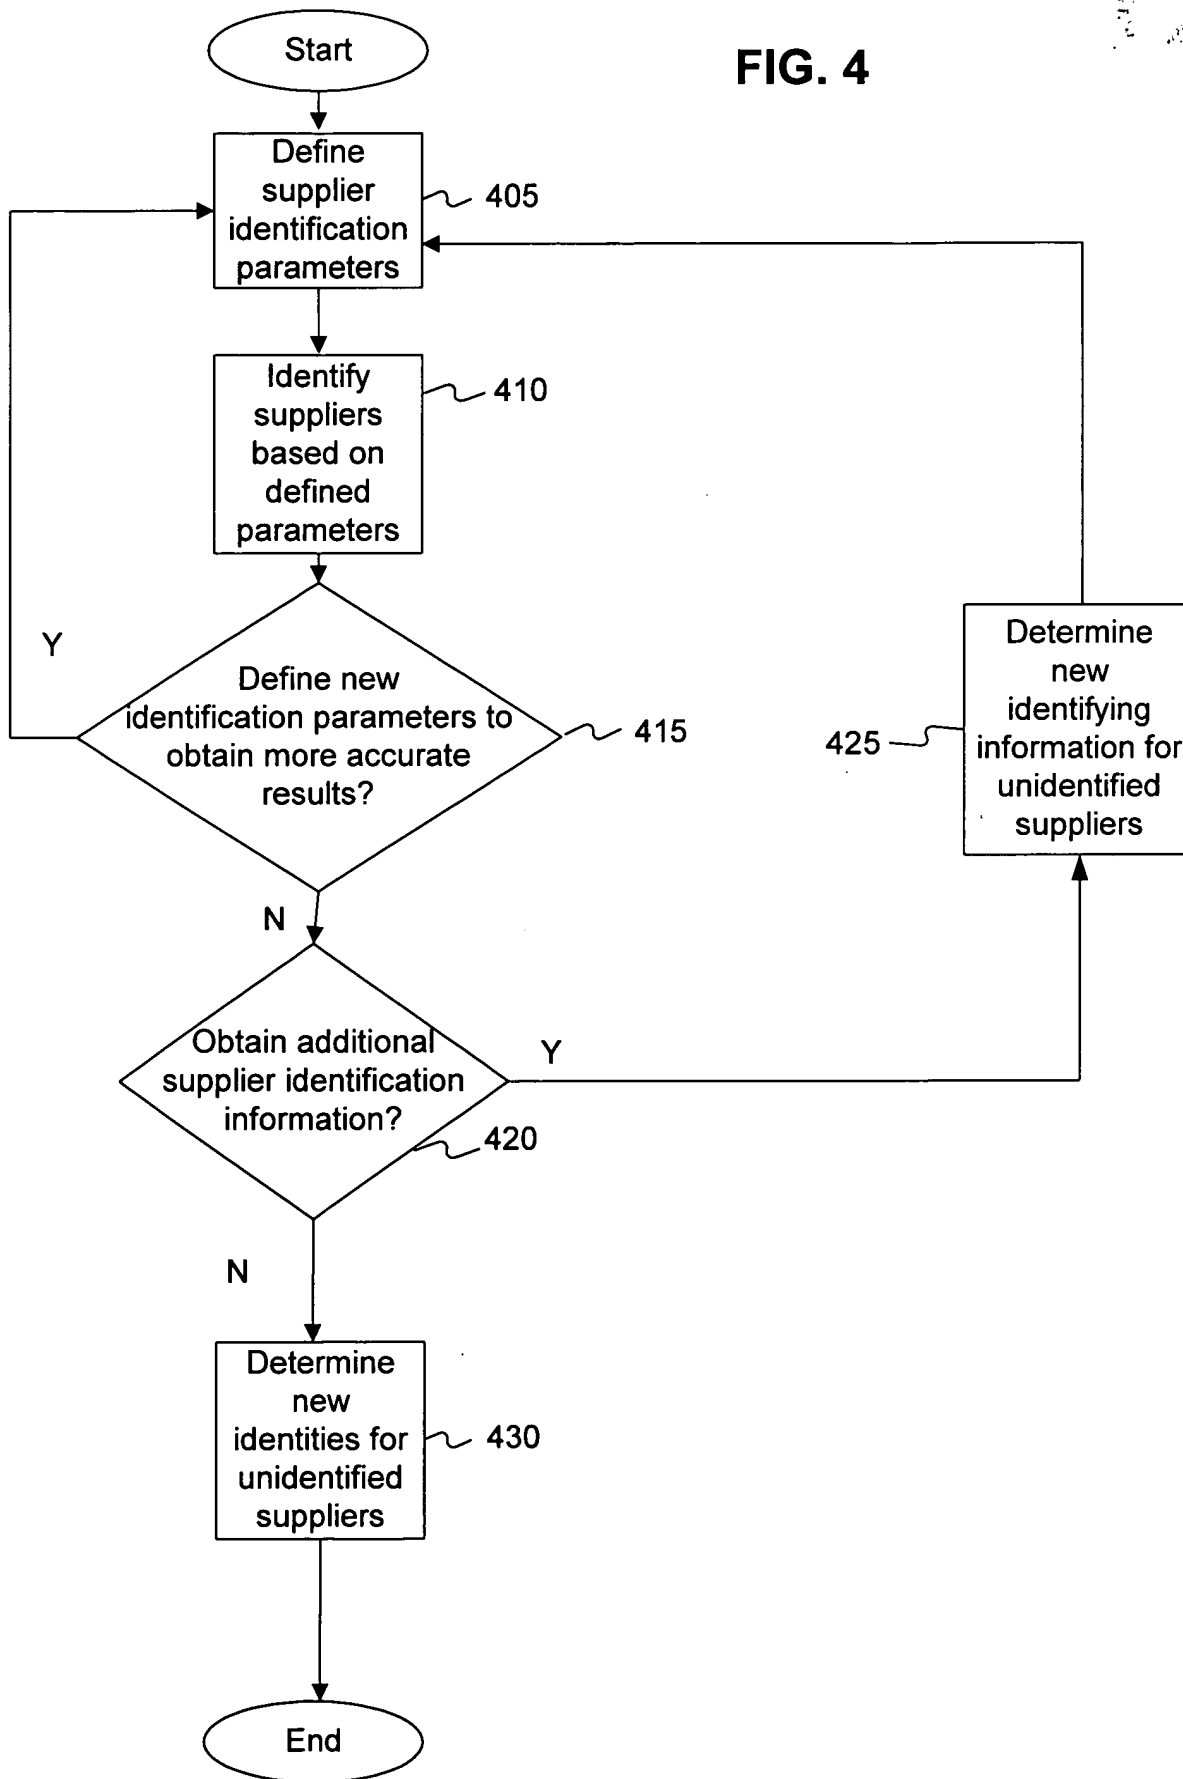 Start
FIG. 4
Define
supplier
identification
parameters
405
Identify
suppliers
based on
defined
parameters
410
Y
Define new
identification parameters to
obtain more accurate
results?
415
425
Determine
new
identifying
information for
unidentified
suppliers
N
Obtain additional
supplier identification
information?
Y
420
N
Determine
new
identities for
unidentified
suppliers
430
End